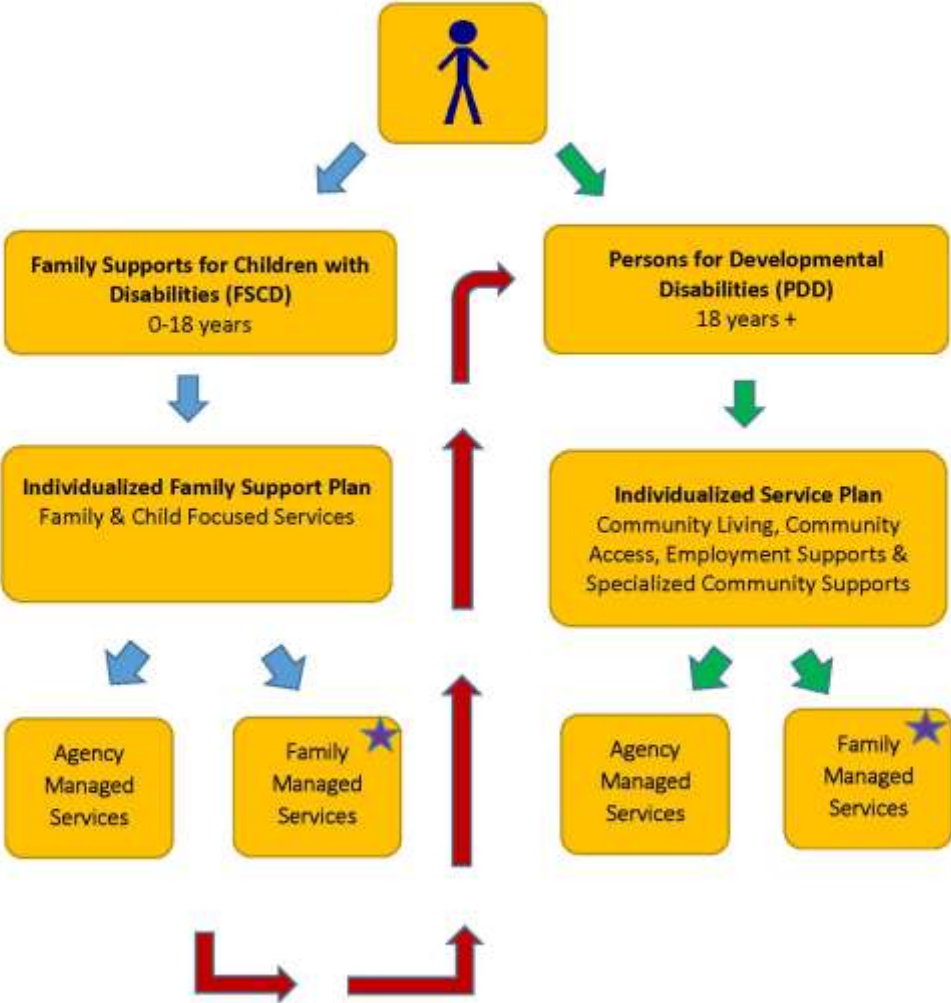 Family Supports for Children with
Disabilities (FSCD)
0-18 years
Persons for Developmental
Disabilities (PDD)
18 years +
Individualized Family Support Plan
Family & Child Focused Services
Individualized Service Plan
Community Living, Community
Access, Employment Supports &
Specialized Community Supports
Agency
Managed
Services
Family
Managed
Services
Agency
Managed
Services
Family
Managed
Services